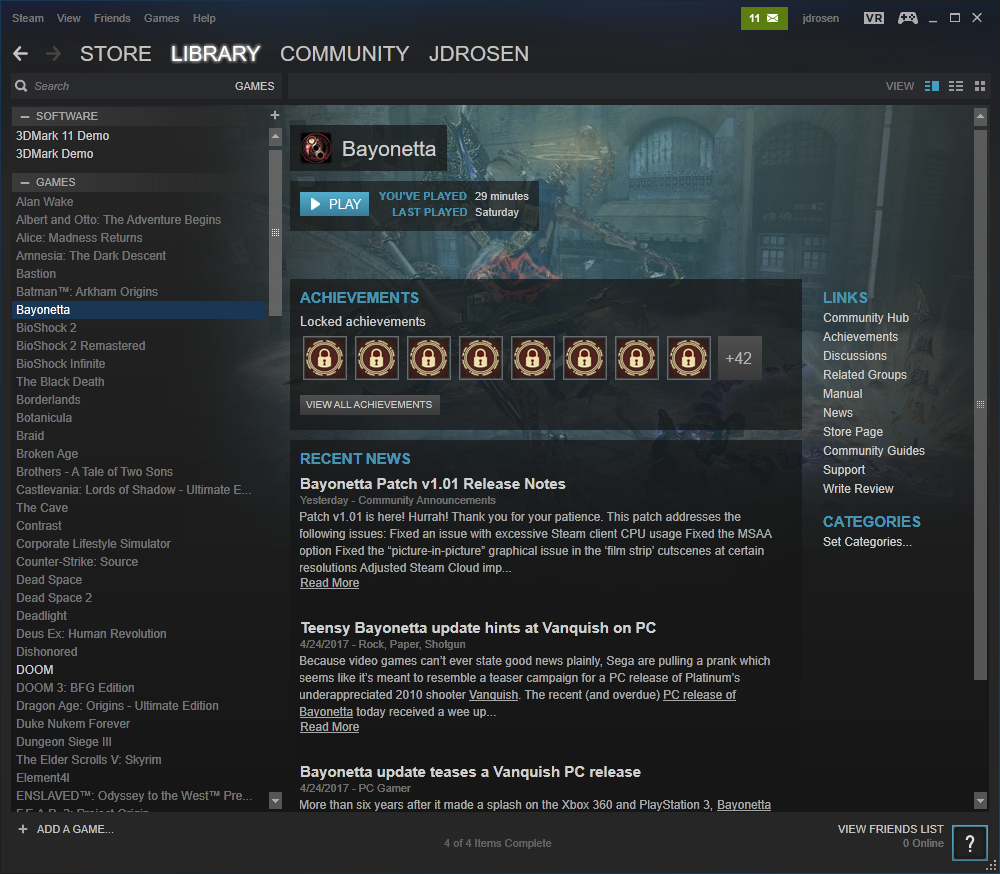 Steam View Friends Games Help
11 jdrosen VR
STORE LIBRARY COMMUNITY JDROSEN
Search GAMES VIEW
— SOFTWARE +
3DMark 11 Demo
3DMark Demo
— GAMES
Alan Wake
Albert and Otto: The Adventure Begins
Alice: Madness Returns
Amnesia: The Dark Descent
Bastion
Batman™: Arkham Origins
Bayonetta
BioShock 2
BioShock 2 Remastered
BioShock Infinite
The Black Death
Borderlands
Botanicula
Braid
Broken Age
Brothers - A Tale of Two Sons
Castlevania: Lords of Shadow - Ultimate E...
The Cave
Contrast
Corporate Lifestyle Simulator
Counter-Strike: Source
Dead Space
Dead Space 2
Deadlight
Deus Ex: Human Revolution
Dishonored
DOOM
DOOM 3: BFG Edition
Dragon Age: Origins - Ultimate Edition
Duke Nukem Forever
Dungeon Siege III
The Elder Scrolls V: Skyrim
Element4l
ENSLAVED™: Odyssey to the West™ Pre...
Bayonetta
PLAY
YOU'VE PLAYED 29 minutes
LAST PLAYED Saturday
ACHIEVEMENTS
Locked achievements
+42
VIEW ALL ACHIEVEMENTS
RECENT NEWS
Bayonetta Patch v1.01 Release Notes
Yesterday - Community Announcements
Patch v1.01 is here! Hurrah! Thank you for your patience. This patch addresses the
following issues: Fixed an issue with excessive Steam client CPU usage Fixed the MSAA
option Fixed the “picture-in-picture” graphical issue in the ‘film strip’ cutscenes at certain
resolutions Adjusted Steam Cloud imp...
Read More
Teensy Bayonetta update hints at Vanquish on PC
4/24/2017 - Rock, Paper, Shotgun
Because video games can’t ever state good news plainly, Sega are pulling a prank which
seems like it’s meant to resemble a teaser campaign for a PC release of Platinum’s
underappreciated 2010 shooter Vanquish. The recent (and overdue) PC release of
Bayonetta today received a wee up...
Read More
Bayonetta update teases a Vanquish PC release
4/24/2017 - PC Gamer
More than six years after it made a splash on the Xbox 360 and PlayStation 3, Bayonetta
LINKS
Community Hub
Achievements
Discussions
Related Groups
Manual
News
Store Page
Community Guides
Support
Write Review
CATEGORIES
Set Categories...
+ ADD A GAME...
4 of 4 Items Complete
VIEW FRIENDS LIST
0 Online
?